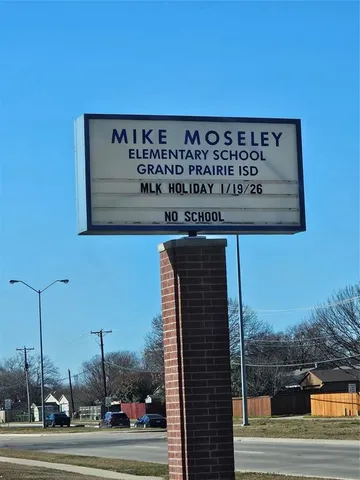 MIKE MOSELEY
ELEMENTARY SCHOOL
GRAND PRAIRIE ISD
MLK HOLIDAY 1/19/26
NO SCHOOL